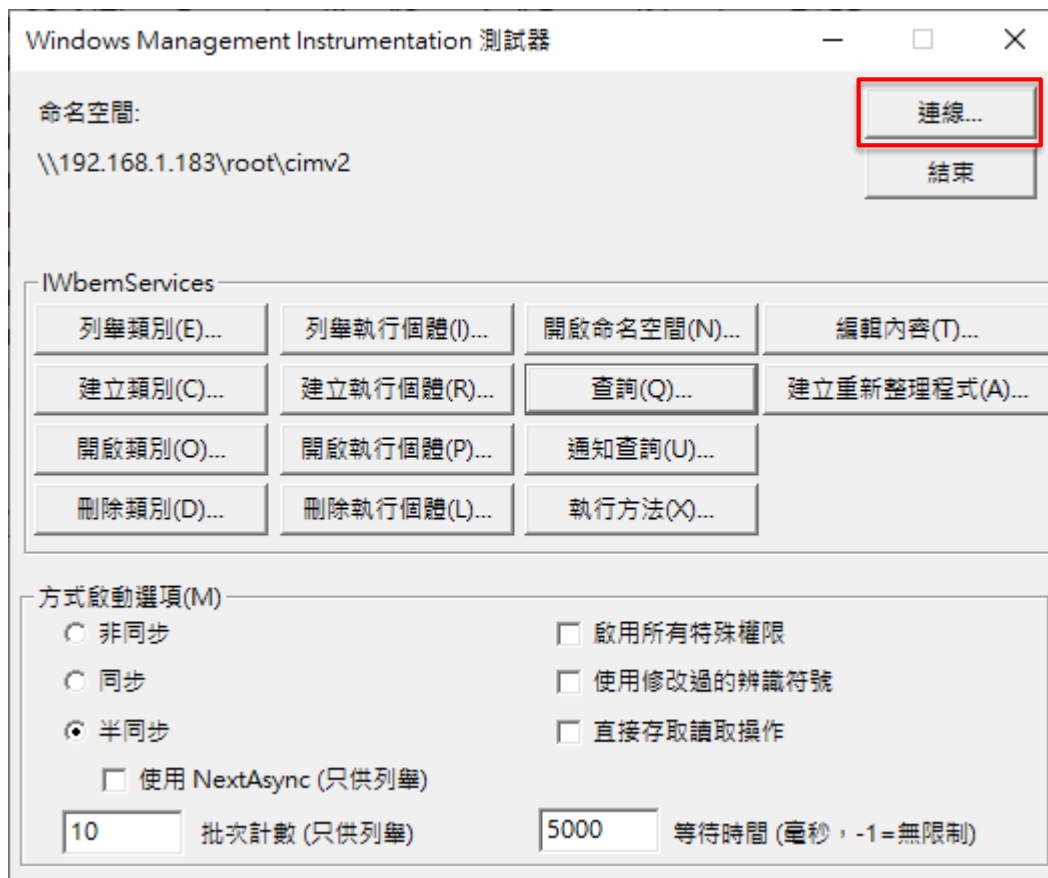 Windows Management Instrumentation 測試器
命名空間:
連線...
\\192.168.1.183\root\cimv2
結束
IWbemServices
列舉類別(E)... 列舉執行個體(I)... 開啟命名空間(N)... 編輯內容(T)...
建立類別(C)... 建立執行個體(R)... 查詢(Q)... 建立重新整理程式(A)...
開啟類別(O)... 開啟執行個體(P)... 通知查詢(U)...
刪除類別(D)... 刪除執行個體(L)... 執行方法(X)...
方式啟動選項(M)
非同步 啟用所有特殊權限
同步 使用修改過的辨識符號
半同步 直接存取讀取操作
使用 NextAsync (只供列舉)
10 批次計數 (只供列舉) 5000 等待時間 (毫秒，-1=無限制)